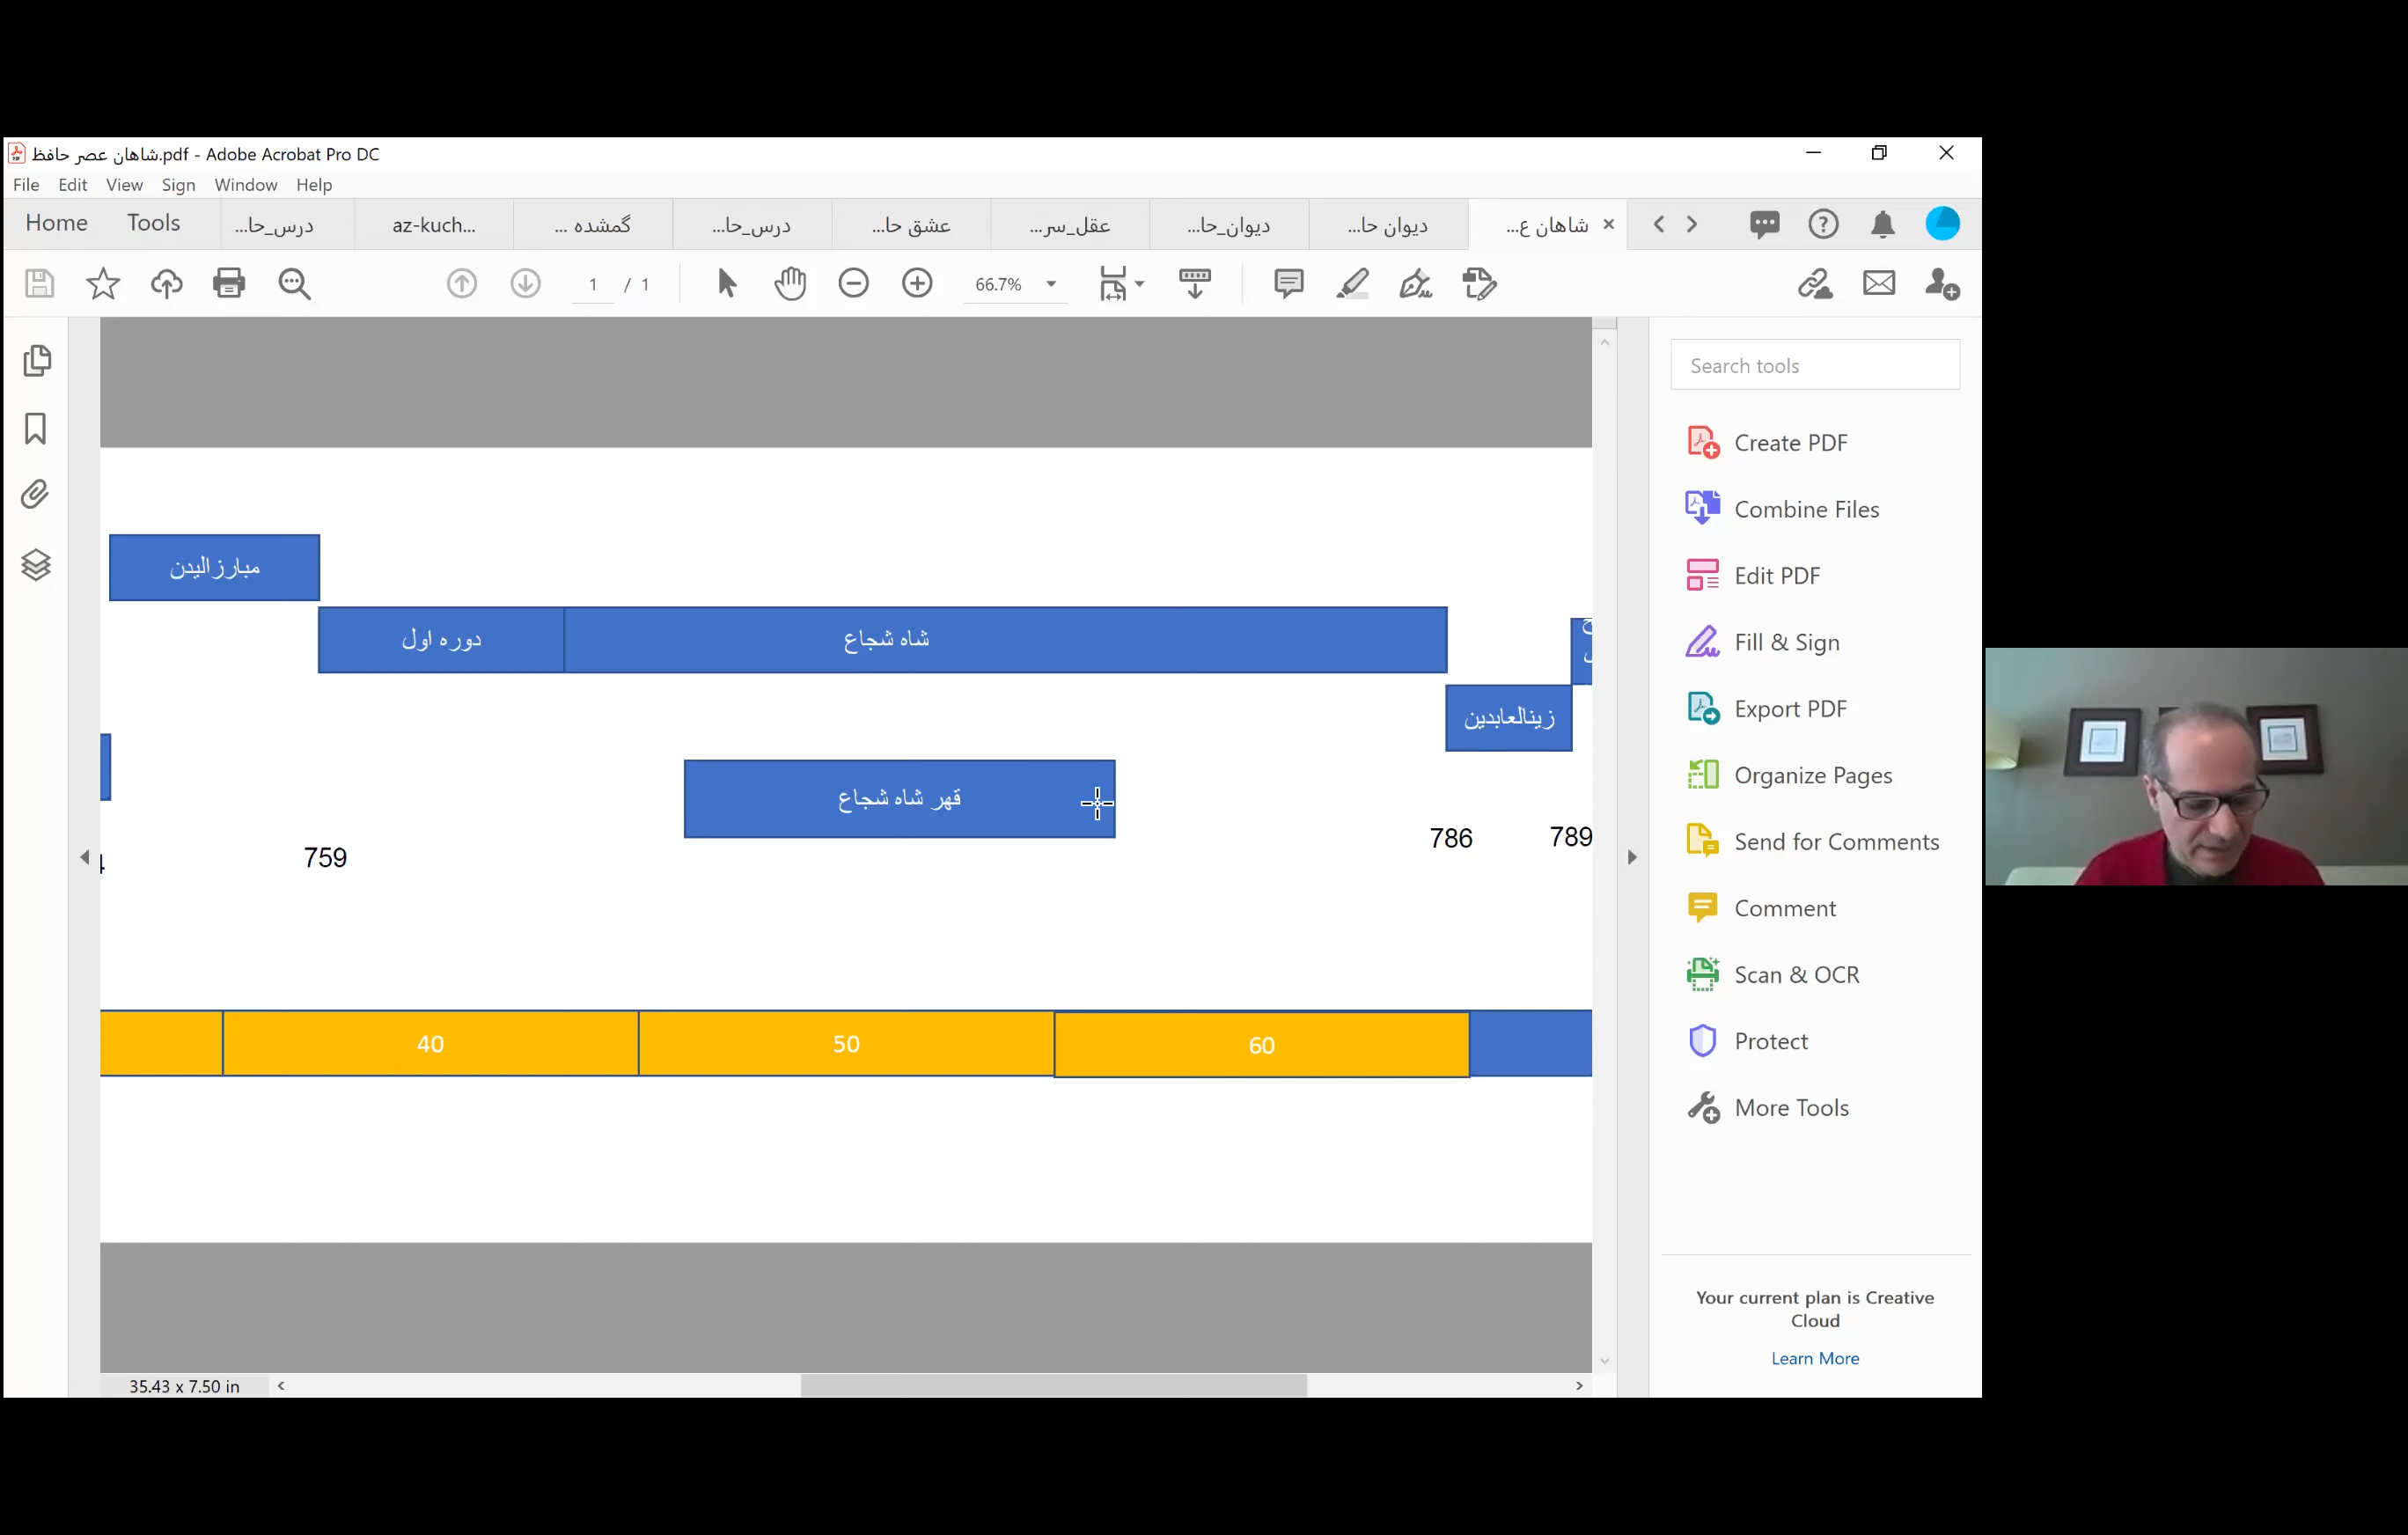 شاهان عصر حافظ.pdf - Adobe Acrobat Pro DC
File Edit View Sign Window Help
Home Tools درس_حا... az-kuch... گمشده ... درس_حا... عشق حا... عقل_سر... دیوان_حا... دیوان حا... شاهان ع...
1 / 1 66.7%
Search tools
Create PDF
Combine Files
Edit PDF
Fill & Sign
Export PDF
Organize Pages
Send for Comments
Comment
Scan & OCR
Protect
More Tools
Your current plan is Creative
Cloud
Learn More
مبارزالیدن
دوره اول شاه شجاع
زینالعابدین
قهر شاه شجاع
759 786 789
40 50 60
35.43 x 7.50 in